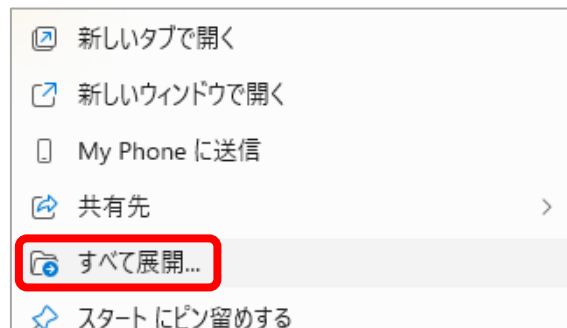 新しいタブで開く
新しいウィンドウで開く
My Phone に送信
共有先
すべて展開...
スタート にピン留めする